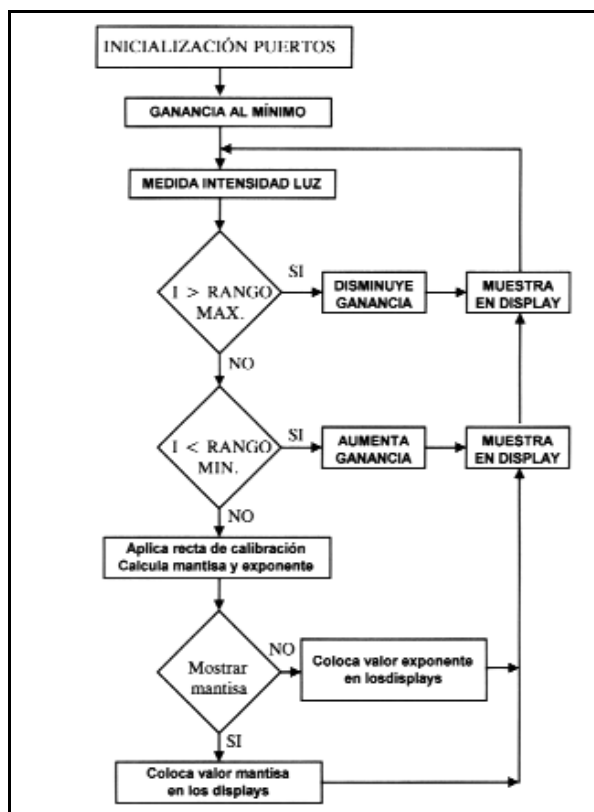 INICIALIZACIÓN PUERTOS
GANANCIA AL MÍNIMO
MEDIDA INTENSIDAD LUZ
I > RANGO
MAX.
SI
DISMINUYE
GANANCIA
MUESTRA
EN DISPLAY
NO
I < RANGO
MIN.
SI
AUMENTA
GANANCIA
MUESTRA
EN DISPLAY
NO
Aplica recta de calibración
Calcula mantisa y exponente
Mostrar
mantisa
NO
Coloca valor exponente
en losdisplays
SI
Coloca valor mantisa
en los displays